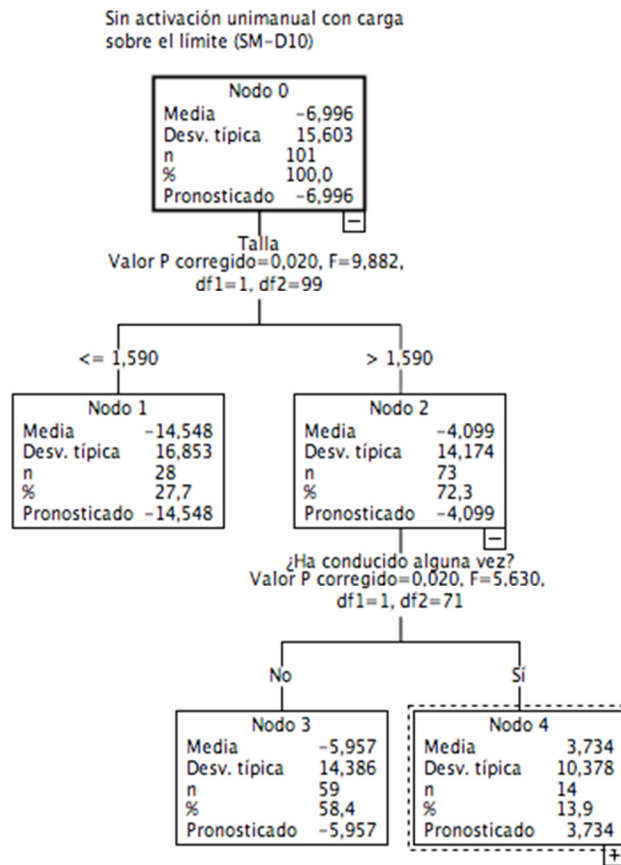 Sin activación unimanual con carga
sobre el límite (SM-D10)
Nodo 0
Media -6,996
Desv. típica 15,603
n 101
% 100,0
Pronosticado -6,996
Talla
Valor P corregido=0,020, F=9,882,
df1=1, df2=99
<= 1,590
> 1,590
Nodo 1
Media -14,548
Desv. típica 16,853
n 28
% 27,7
Pronosticado -14,548
Nodo 2
Media -4,099
Desv. típica 14,174
n 73
% 72,3
Pronosticado -4,099
¿Ha conducido alguna vez?
Valor P corregido=0,020, F=5,630,
df1=1, df2=71
No
Sí
Nodo 3
Media -5,957
Desv. típica 14,386
n 59
% 58,4
Pronosticado -5,957
Nodo 4
Media 3,734
Desv. típica 10,378
n 14
% 13,9
Pronosticado 3,734